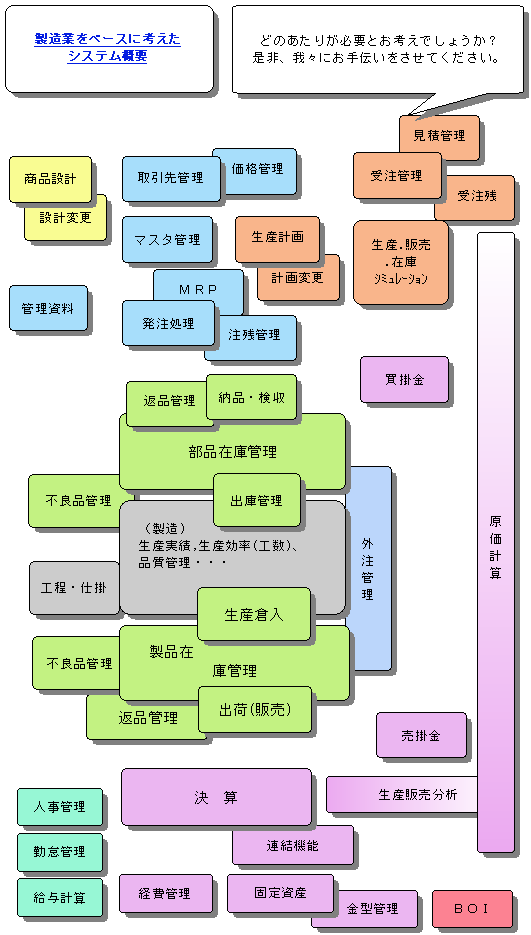 製造業をベースに考えた
システム概要
どのあたりが必要とお考えでしょうか？
是非、我々にお手伝いをさせてください。
見積管理
商品設計
設計変更
取引先管理
価格管理
受注管理
受注残
マスタ管理
生産計画
計画変更
生産.販売
.在庫
ｼﾐｭﾚｰｼｮﾝ
管理資料
ＭＲＰ
発注処理
注残管理
買掛金
返品管理
納品・検収
部品在庫管理
不良品管理
出庫管理
（製造）
生産実績,生産効率(工数)、
品質管理・・・
外注管理
原価計算
工程・仕掛
生産倉入
不良品管理
製品在
庫管理
返品管理
出荷(販売)
売掛金
決　算
生産販売分析
人事管理
連結機能
勤怠管理
給与計算
経費管理
固定資産
金型管理
ＢＯＩ